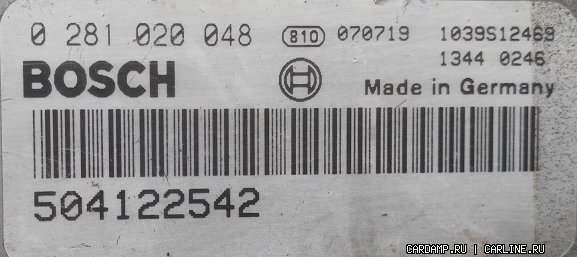 0 281 020 048 810 070719 1039S12469
1344 0246
BOSCH
Made in Germany
504122542
CARDAMP.RU | CARLINE.RU